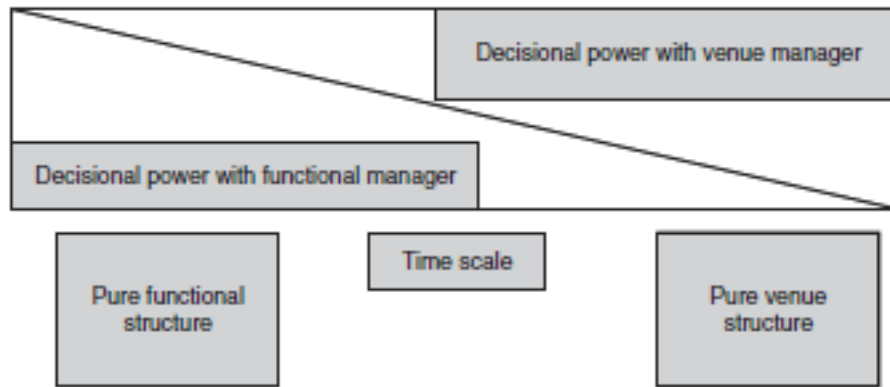 Decisional power with venue manager
Decisional power with functional manager
Time scale
Pure functional
structure
Pure venue
structure